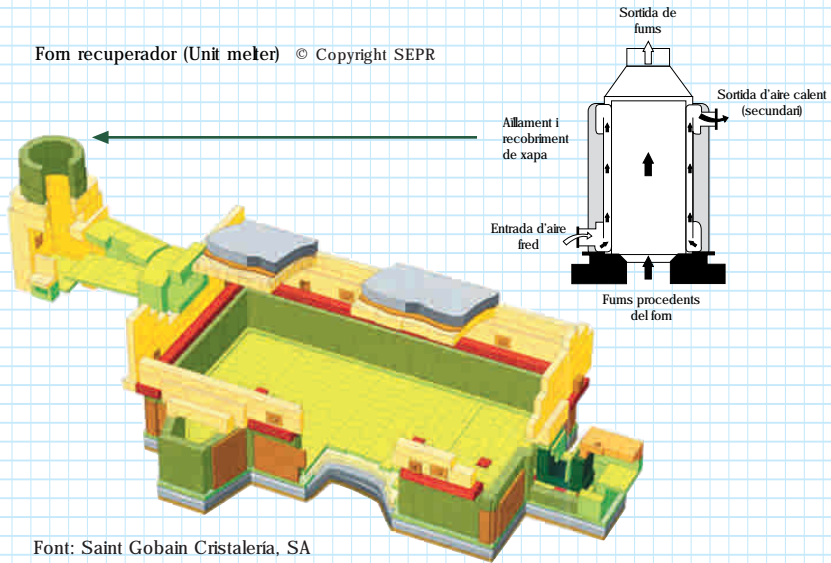 Forn recuperador (Unit melter) © Copyright SEPR
Sortida de
fums
Sortida d'aire calent
(secundari)
Aïllament i
recobriment
de xapa
Entrada d'aire
fred
Fums procedents
del forn
Font: Saint Gobain Cristalería, SA